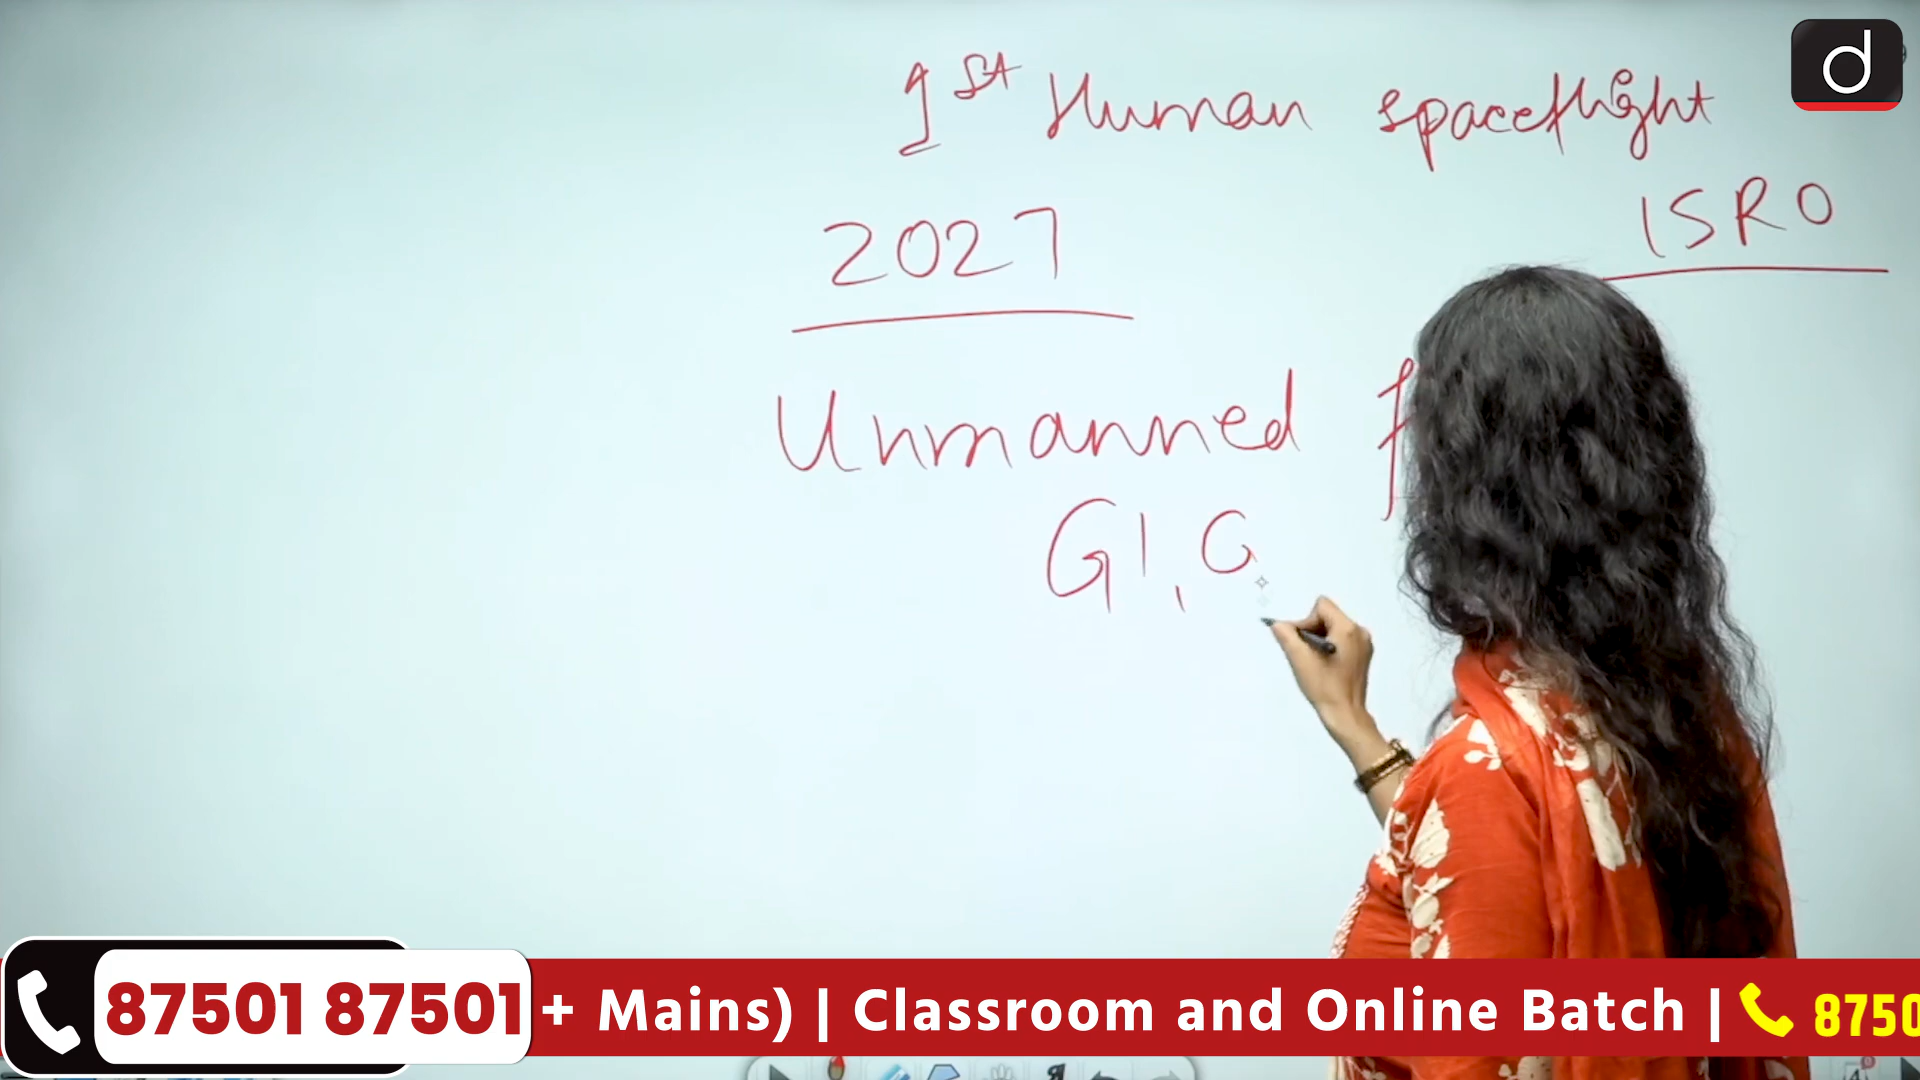 1st Human spaceflight
ISRO
2027
Unmanned
G1, G
d
87501 87501 + Mains) | Classroom and Online Batch | 8750